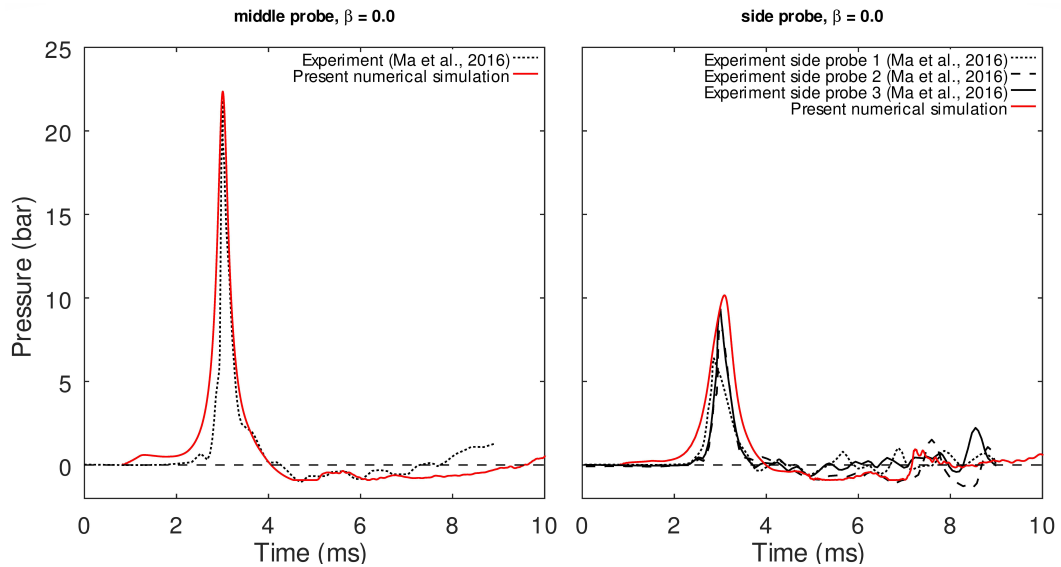 middle probe, β = 0.0
Experiment (Ma et al., 2016)
Present numerical simulation
Pressure (bar)
25
20
15
10
5
0
0 2 4 6 8 10
Time (ms)
side probe, β = 0.0
Experiment side probe 1 (Ma et al., 2016)
Experiment side probe 2 (Ma et al., 2016)
Experiment side probe 3 (Ma et al., 2016)
Present numerical simulation
0 2 4 6 8 10
Time (ms)